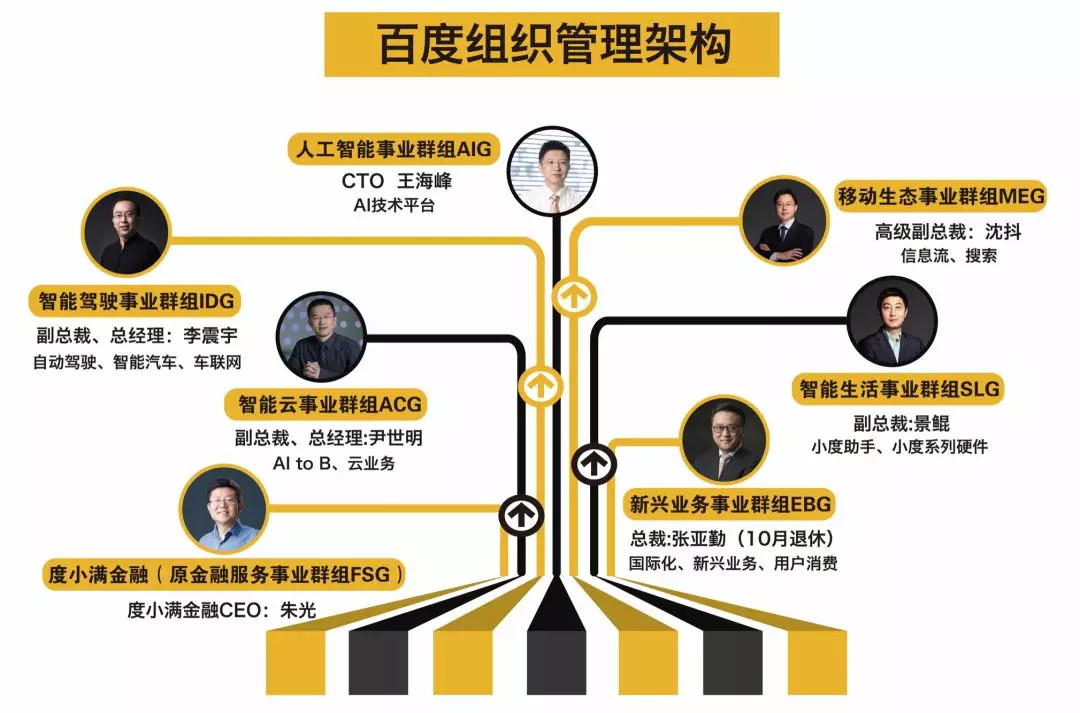 百度组织管理架构
人工智能事业群组AIG
CTO 王海峰
AI技术平台
移动生态事业群组MEG
高级副总裁：沈抖
信息流、搜索
智能驾驶事业群组IDG
副总裁、总经理：李震宇
自动驾驶、智能汽车、车联网
智能云事业群组ACG
副总裁、总经理:尹世明
AI to B、云业务
智能生活事业群组SLG
副总裁:景鲲
小度助手、小度系列硬件
新兴业务事业群组EBG
总裁:张亚勤（10月退休）
国际化、新兴业务、用户消费
度小满金融（原金融服务事业群组FSG）
度小满金融CEO：朱光